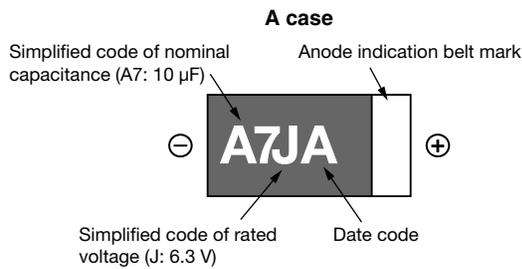 A case
Simplified code of nominal
capacitance (A7: 10 µF)
Anode indication belt mark
A7JA
Simplified code of rated
voltage (J: 6.3 V)
Date code